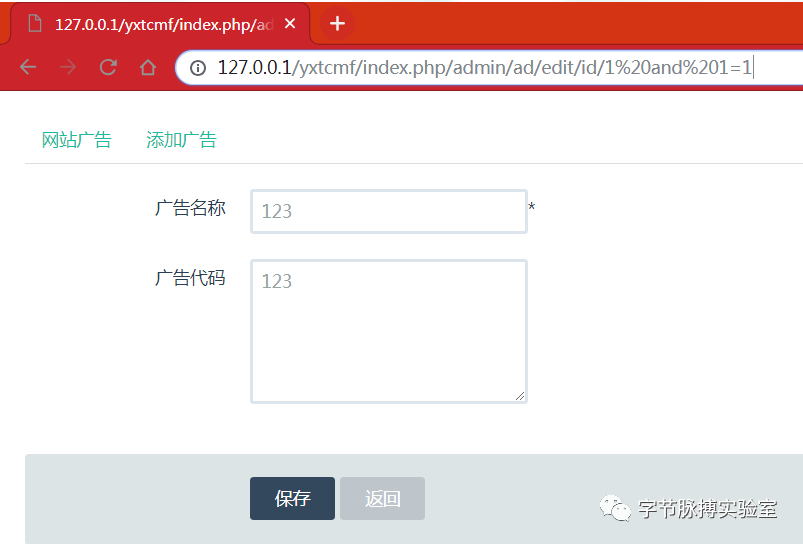 127.0.0.1/yxtcmf/index.php/ad
127.0.0.1/yxtcmf/index.php/admin/ad/edit/id/1%20and%201=1
网站广告 添加广告
广告名称 123 *
广告代码 123
保存 返回
字节脉搏实验室